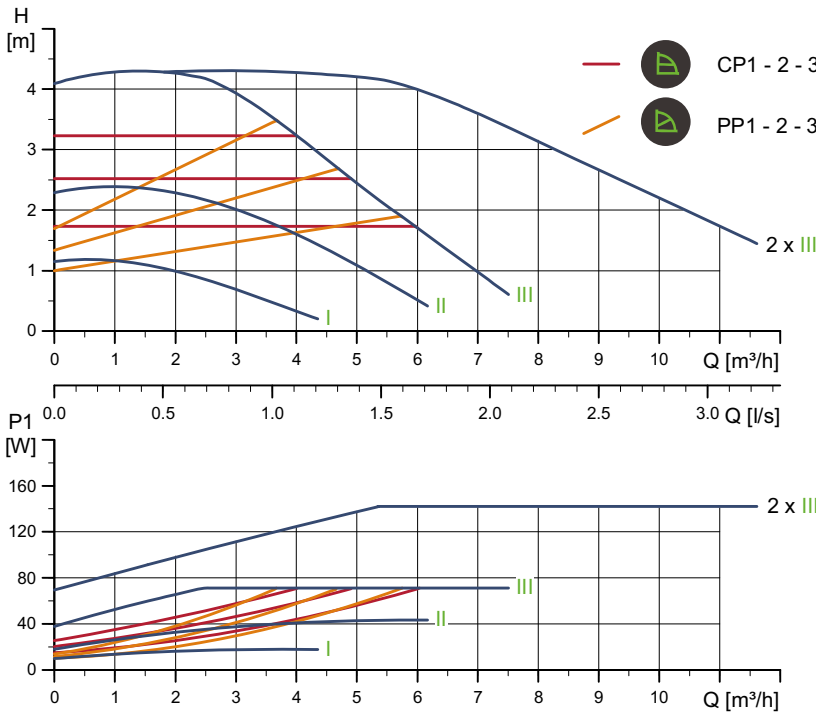 H
[m]
CP1 - 2 - 3
PP1 - 2 - 3
4
3
2
1
0
2 x III
III
II
I
0 1 2 3 4 5 6 7 8 9 10 Q [m³/h]
0.0 0.5 1.0 1.5 2.0 2.5 3.0 Q [l/s]
P1
[W]
160
120
80
40
0
2 x III
III
II
I
0 1 2 3 4 5 6 7 8 9 10 Q [m³/h]